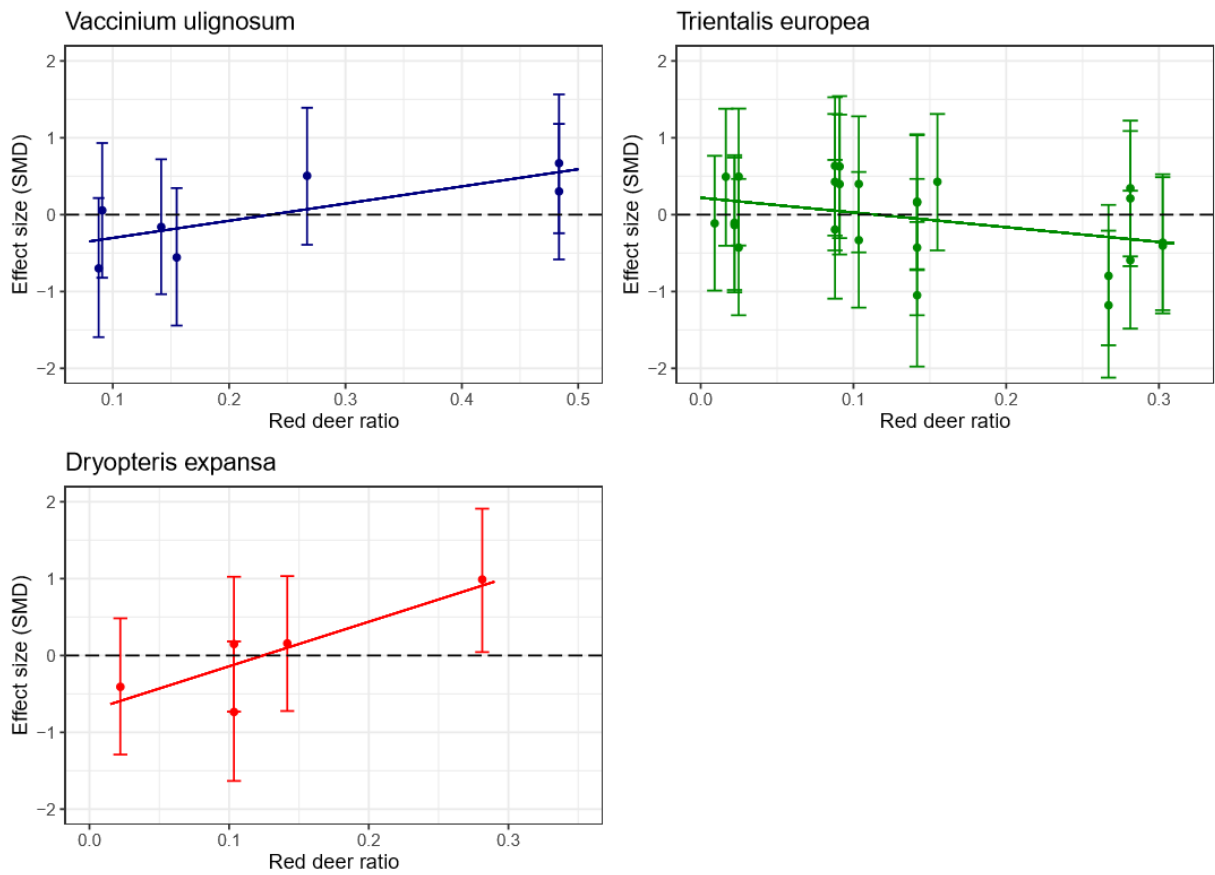 Vaccinium ulignosum
Effect size (SMD)
2
1
0
−1
−2
0.1 0.2 0.3 0.4 0.5
Red deer ratio
Trientalis europea
Effect size (SMD)
2
1
0
−1
−2
0.0 0.1 0.2 0.3
Red deer ratio
Dryopteris expansa
Effect size (SMD)
2
1
0
−1
−2
0.0 0.1 0.2 0.3
Red deer ratio